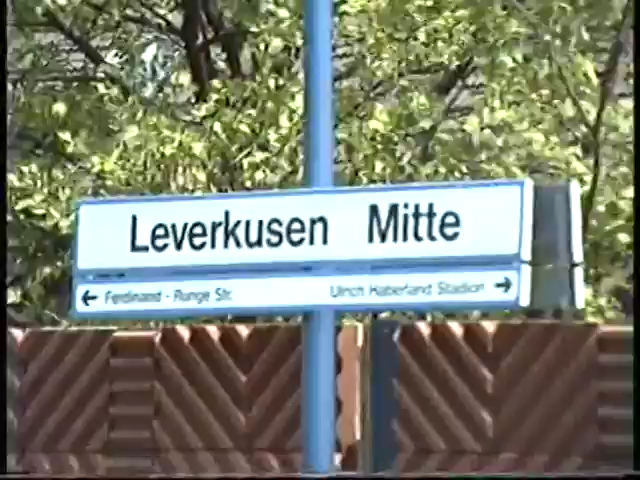 Leverkusen Mitte
← Ferdinand - Runge Str. Ulrich Haberland Stadion →